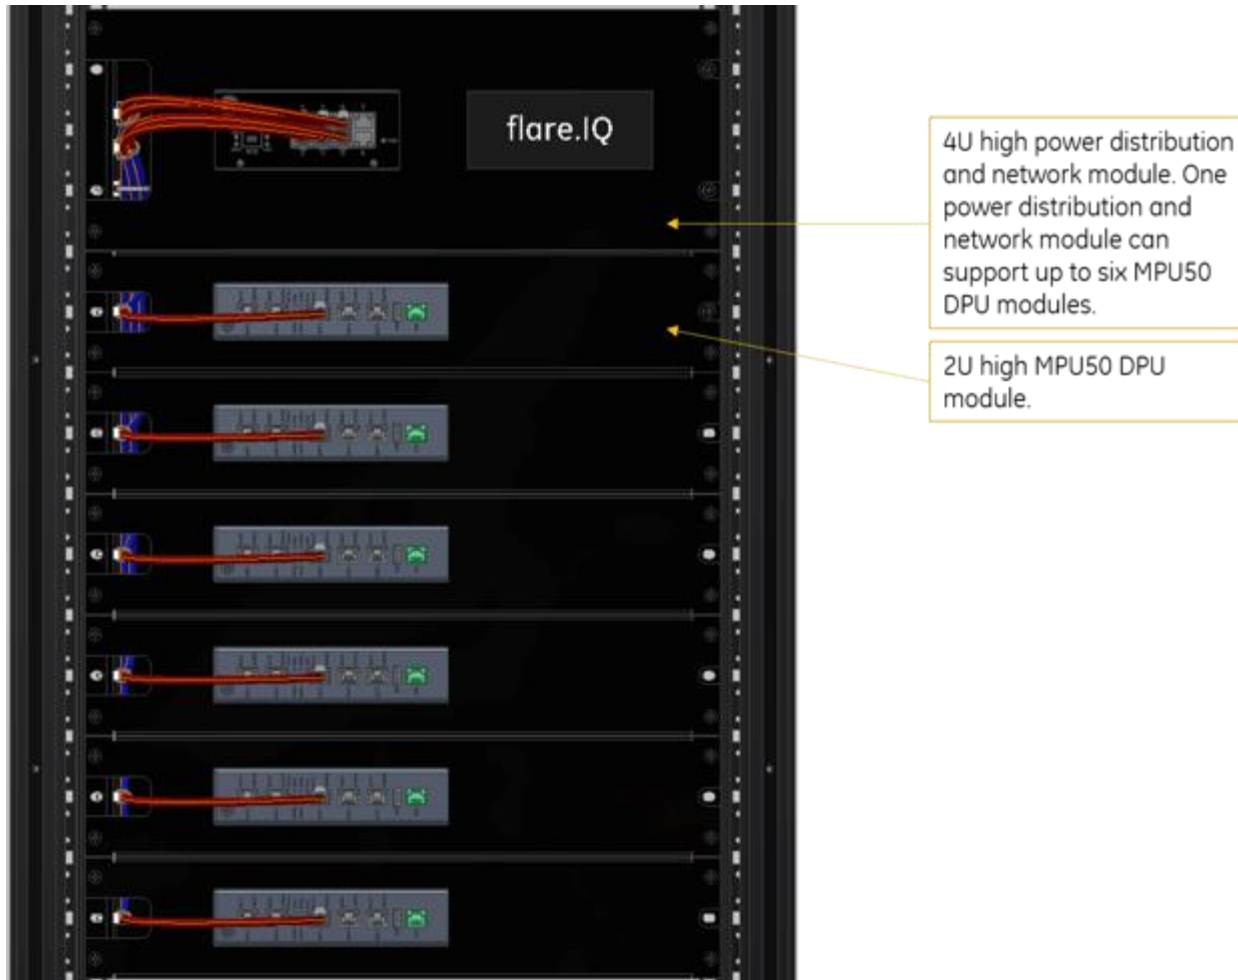 flare.IQ
4U high power distribution
and network module. One
power distribution and
network module can
support up to six MPU50
DPU modules.
2U high MPU50 DPU
module.